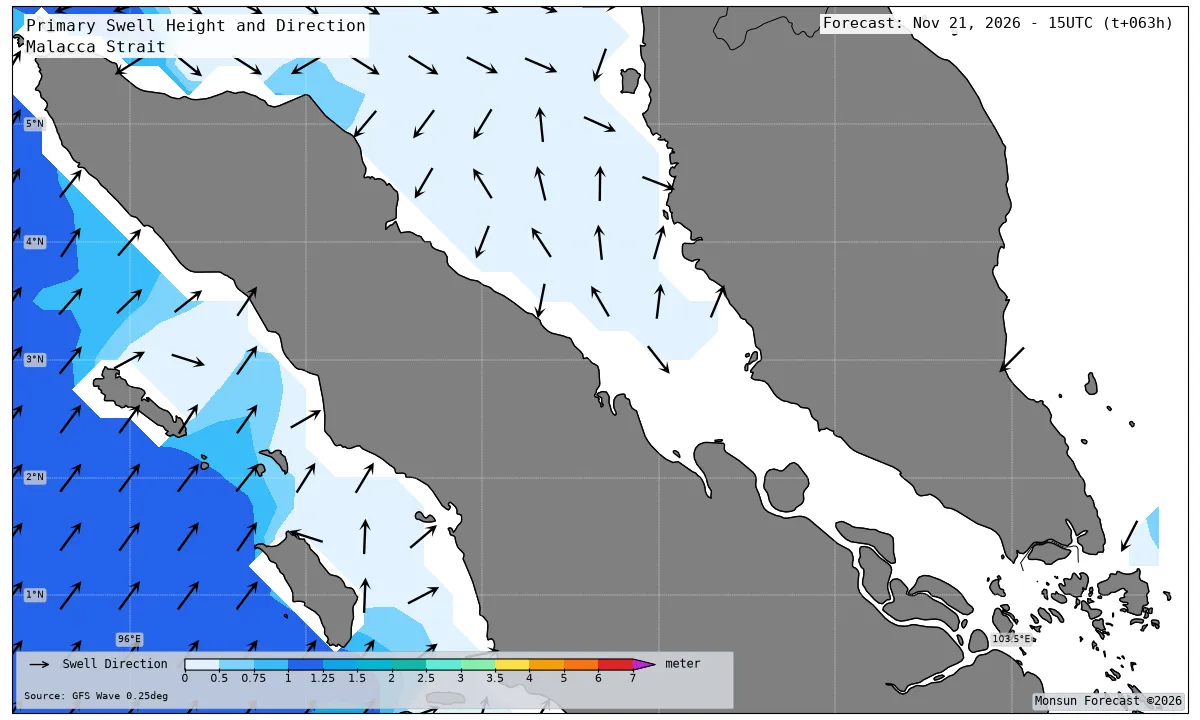 Primary Swell Height and Direction
Malacca Strait
Forecast: Nov 21, 2026 - 15UTC (t+063h)
5°N
4°N
3°N
2°N
1°N
96°E
103.5°E
Swell Direction
0 0.5 0.75 1 1.25 1.5 2 2.5 3 3.5 4 5 6 7
meter
Source: GFS Wave 0.25deg
Monsun Forecast ©2026